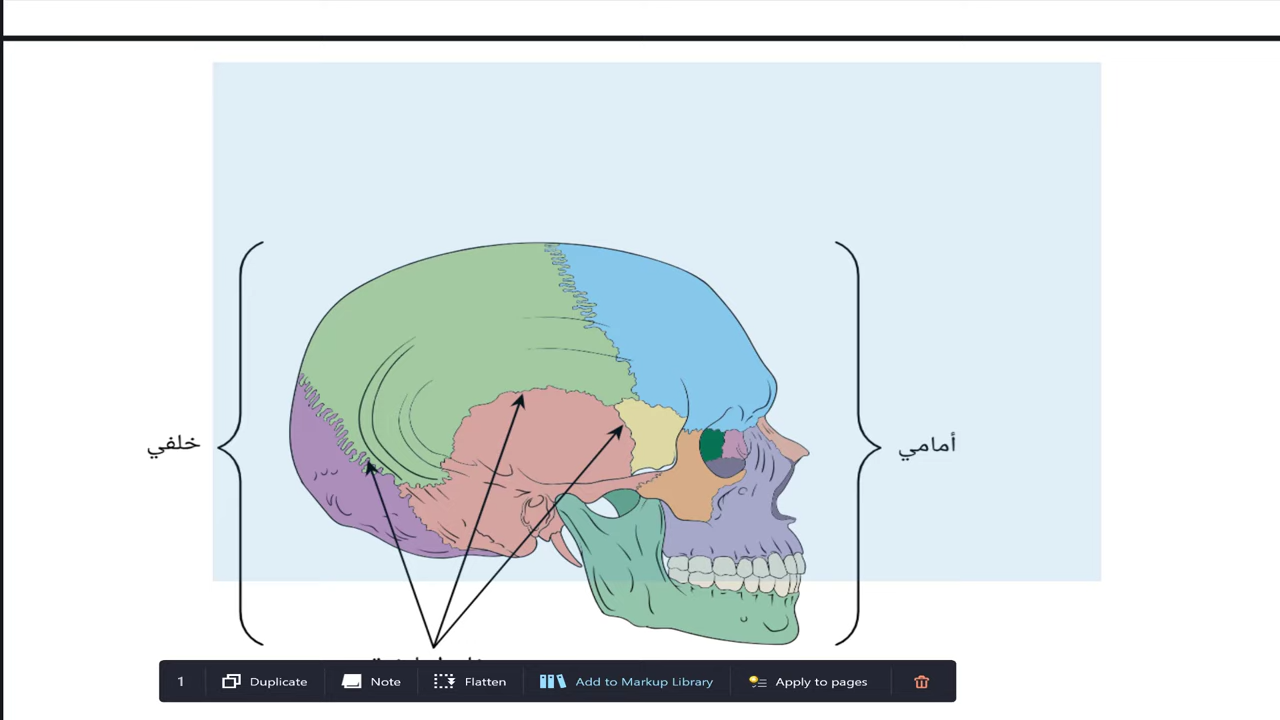 أمامي
خلفي
1 Duplicate Note Flatten Add to Markup Library Apply to pages